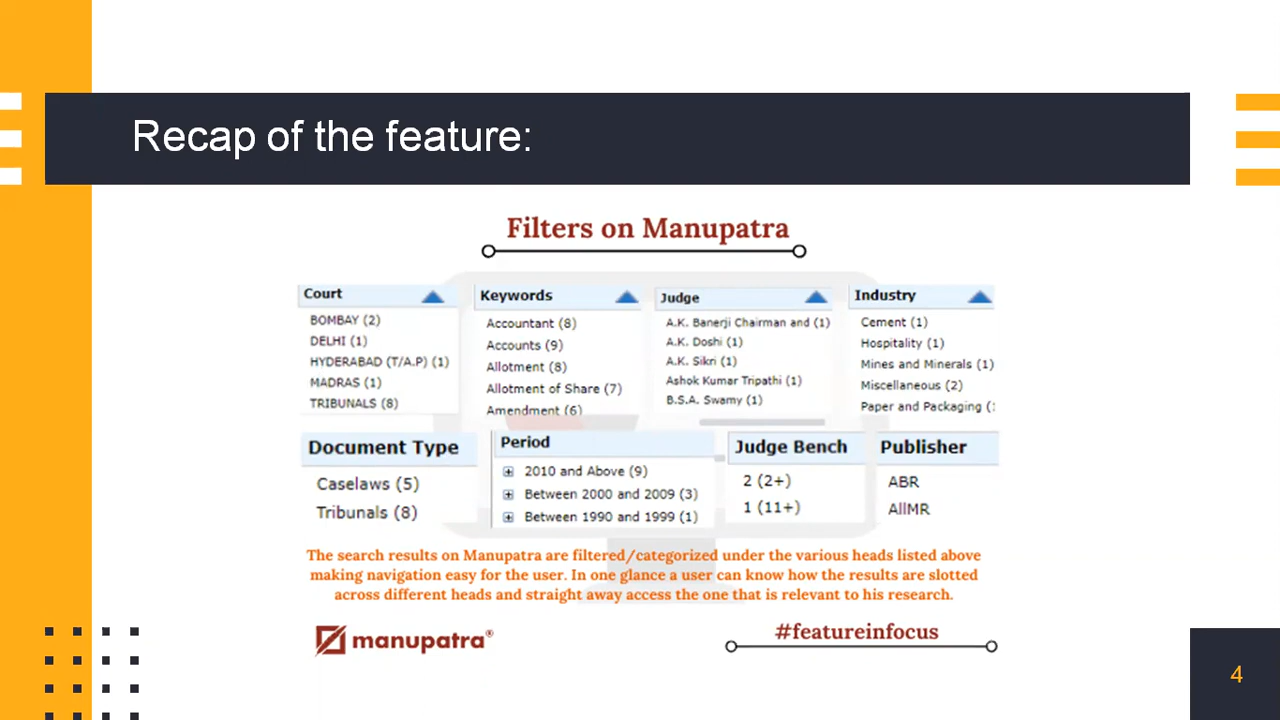 Recap of the feature:
Filters on Manupatra
Court
BOMBAY (2)
DELHI (1)
HYDERABAD (T/A.P) (1)
MADRAS (1)
TRIBUNALS (8)
Keywords
Accountant (8)
Accounts (9)
Allotment (8)
Allotment of Share (7)
Amendment (6)
Judge
A.K. Banerji Chairman and (1)
A.K. Doshi (1)
A.K. Sikri (1)
Ashok Kumar Tripathi (1)
B.S.A. Swamy (1)
Industry
Cement (1)
Hospitality (1)
Mines and Minerals (1)
Miscellaneous (2)
Paper and Packaging (
Document Type
Caselaws (5)
Tribunals (8)
Period
2010 and Above (9)
Between 2000 and 2009 (3)
Between 1990 and 1999 (1)
Judge Bench
2 (2+)
1 (11+)
Publisher
ABR
AllMR
The search results on Manupatra are filtered/categorized under the various heads listed above
making navigation easy for the user. In one glance a user can know how the results are slotted
across different heads and straight away access the one that is relevant to his research.
manupatra®
#featureinfocus
4